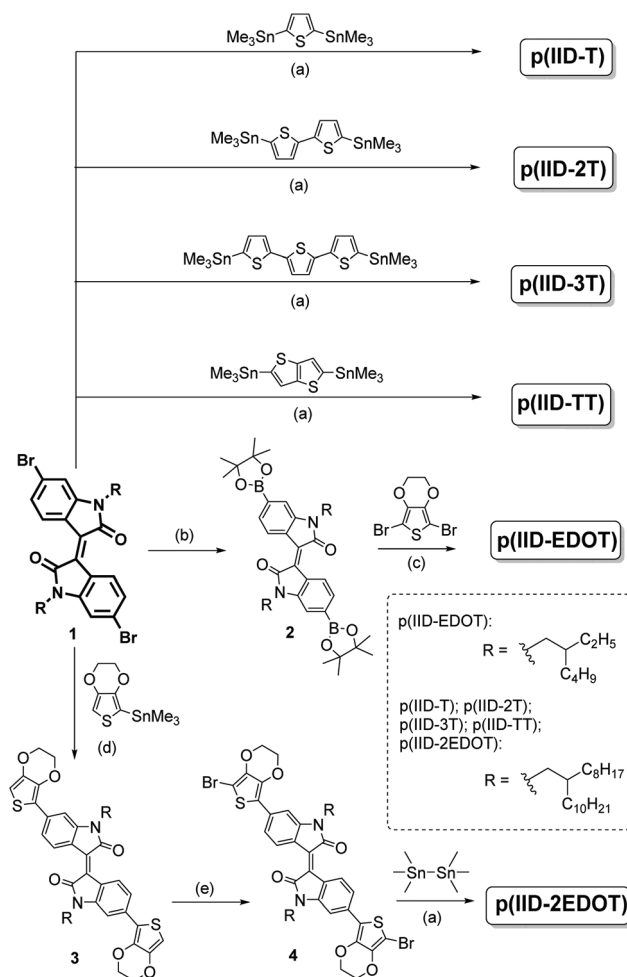 Me3Sn S SnMe3
(a)
p(IID-T)
Me3Sn S S SnMe3
(a)
p(IID-2T)
Me3Sn S S S SnMe3
(a)
p(IID-3T)
Me3Sn S S SnMe3
(a)
p(IID-TT)
Br R N O O N R Br
1
(b)
O B O R N O O N R B O O
2
O O Br S Br
(c)
p(IID-EDOT)
p(IID-EDOT):
R = C2H5
C4H9
p(IID-T); p(IID-2T);
p(IID-3T); p(IID-TT);
p(IID-2EDOT):
R = C8H17
C10H21
O O S SnMe3
(d)
O O S R N O O N R S O O
3
(e)
O O Br S R N O O N R S Br O O
4
Sn Sn
(a)
p(IID-2EDOT)